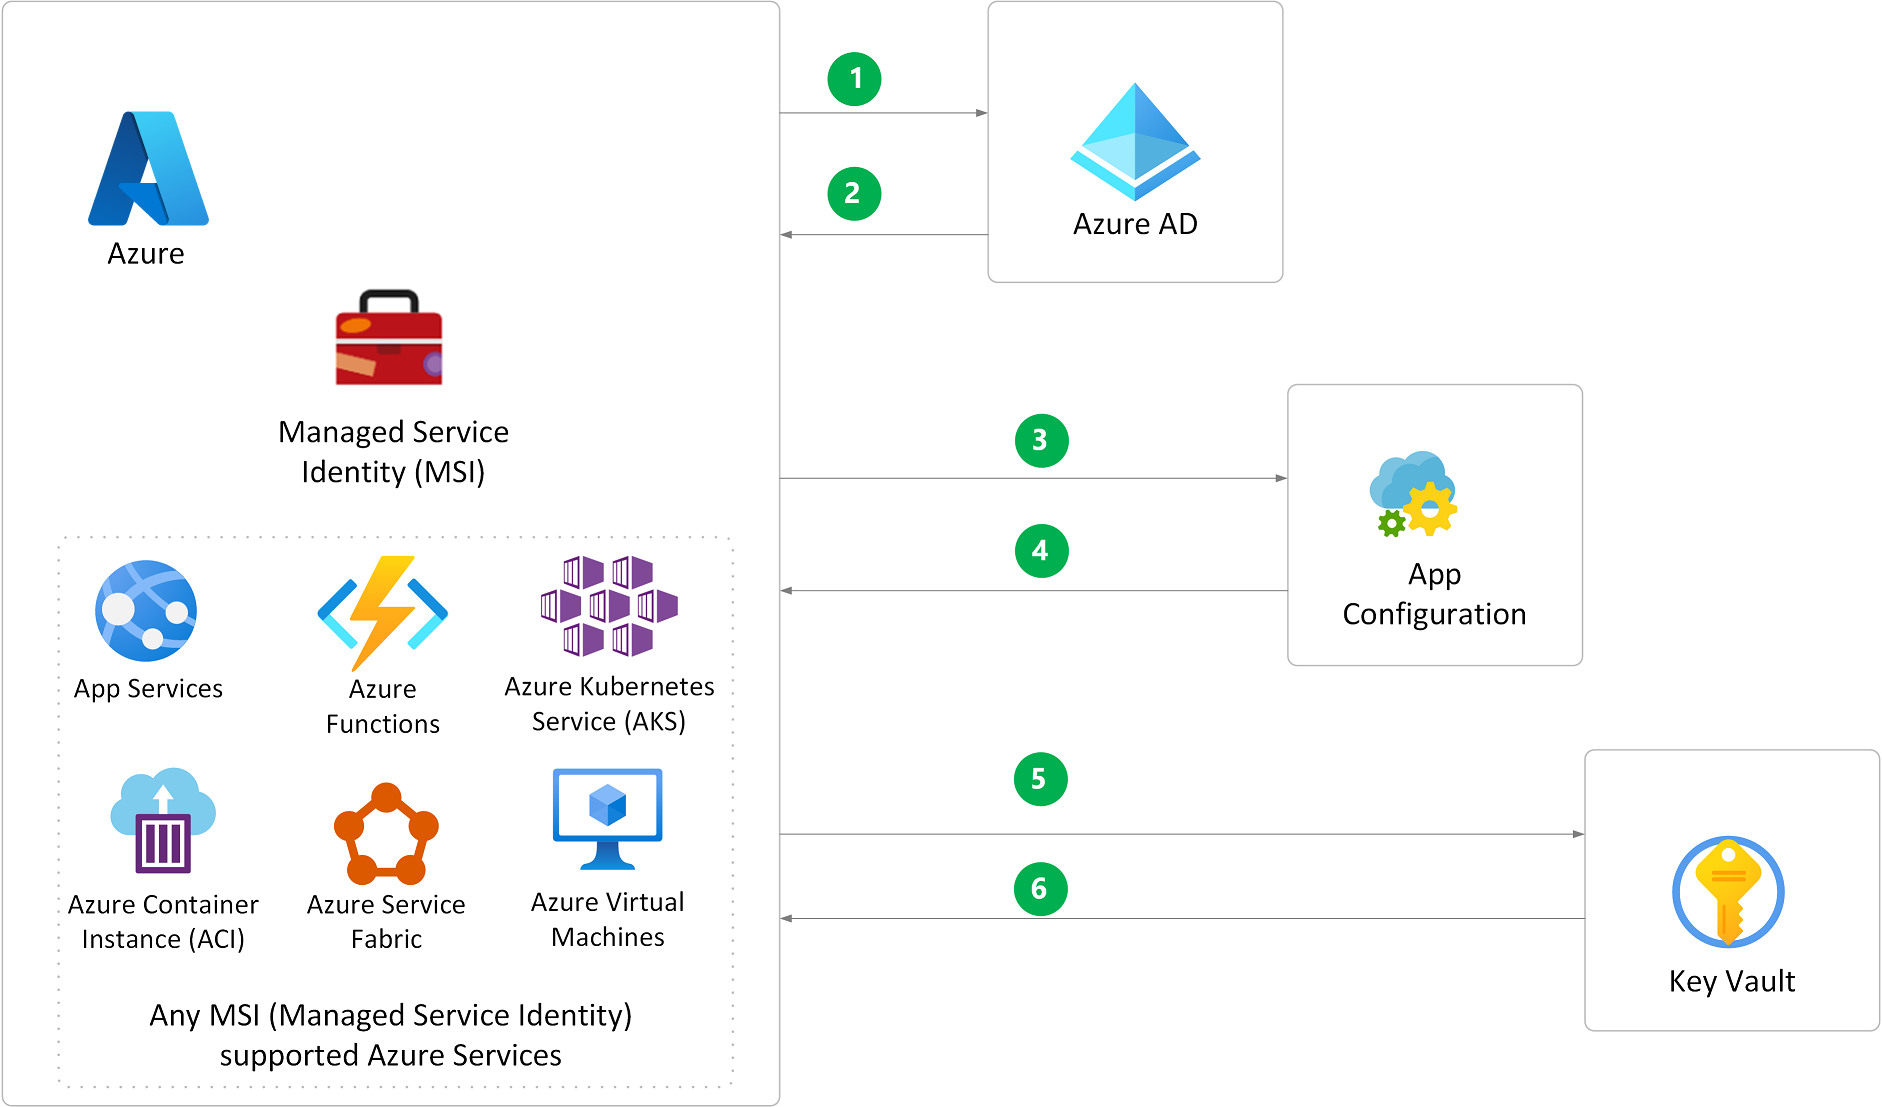 Azure
Managed Service
Identity (MSI)
App Services
Azure
Functions
Azure Kubernetes
Service (AKS)
Azure Container
Instance (ACI)
Azure Service
Fabric
Azure Virtual
Machines
Any MSI (Managed Service Identity)
supported Azure Services
1
2
Azure AD
3
4
App
Configuration
5
6
Key Vault